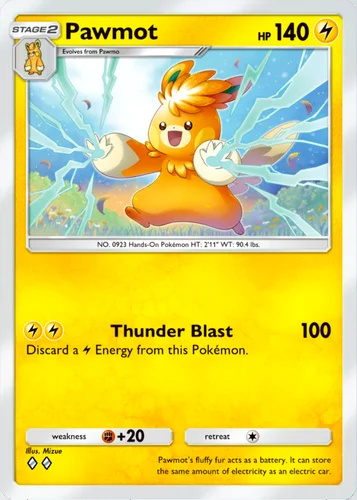 STAGE 2 Pawmot HP 140
Evolves from Pawmo
NO. 0923 Hands-On Pokémon HT: 2'11" WT: 90.4 lbs.
Thunder Blast 100
Discard a Energy from this Pokémon.
weakness +20 retreat
Illus. Mizue
Pawmot's fluffy fur acts as a battery. It can store
the same amount of electricity as an electric car.